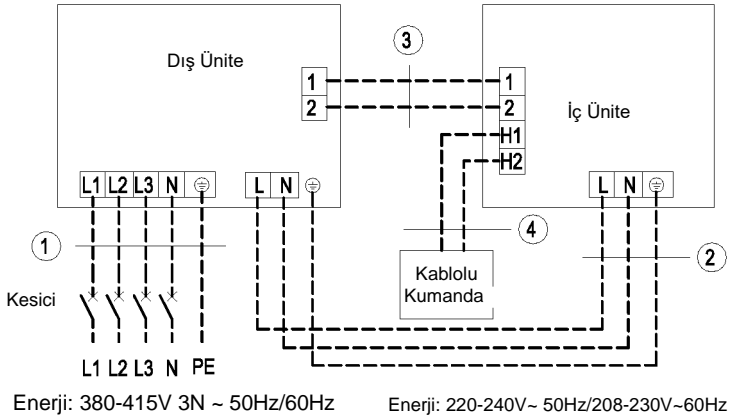 Dış Ünite
3
1 1
2 2
İç Ünite
H1
H2
L1 L2 L3 N
L N
L N
1
4
2
Kablolu
Kumanda
Kesici
L1 L2 L3 N PE
Enerji: 380-415V 3N ~ 50Hz/60Hz
Enerji: 220-240V~ 50Hz/208-230V~60Hz